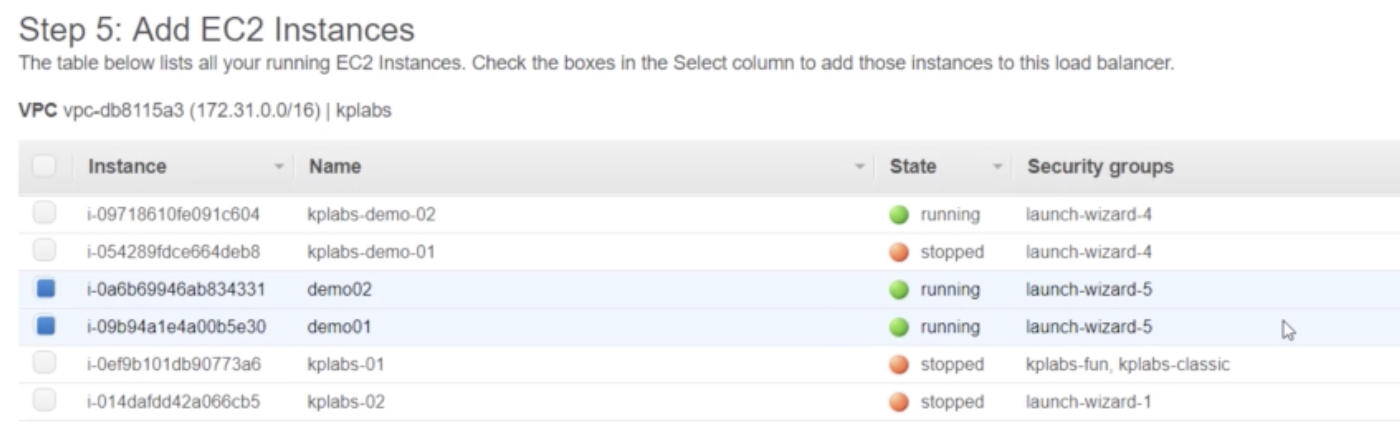 Step 5: Add EC2 Instances
The table below lists all your running EC2 Instances. Check the boxes in the Select column to add those instances to this load balancer.
VPC vpc-db8115a3 (172.31.0.0/16) | kplabs
Instance Name State Security groups
i-09718610fe091c604 kplabs-demo-02 running launch-wizard-4
i-054289fdce664deb8 kplabs-demo-01 stopped launch-wizard-4
i-0a6b69946ab834331 demo02 running launch-wizard-5
i-09b94a1e4a00b5e30 demo01 running launch-wizard-5
i-0ef9b101db90773a6 kplabs-01 stopped kplabs-fun, kplabs-classic
i-014dafdd42a066cb5 kplabs-02 stopped launch-wizard-1